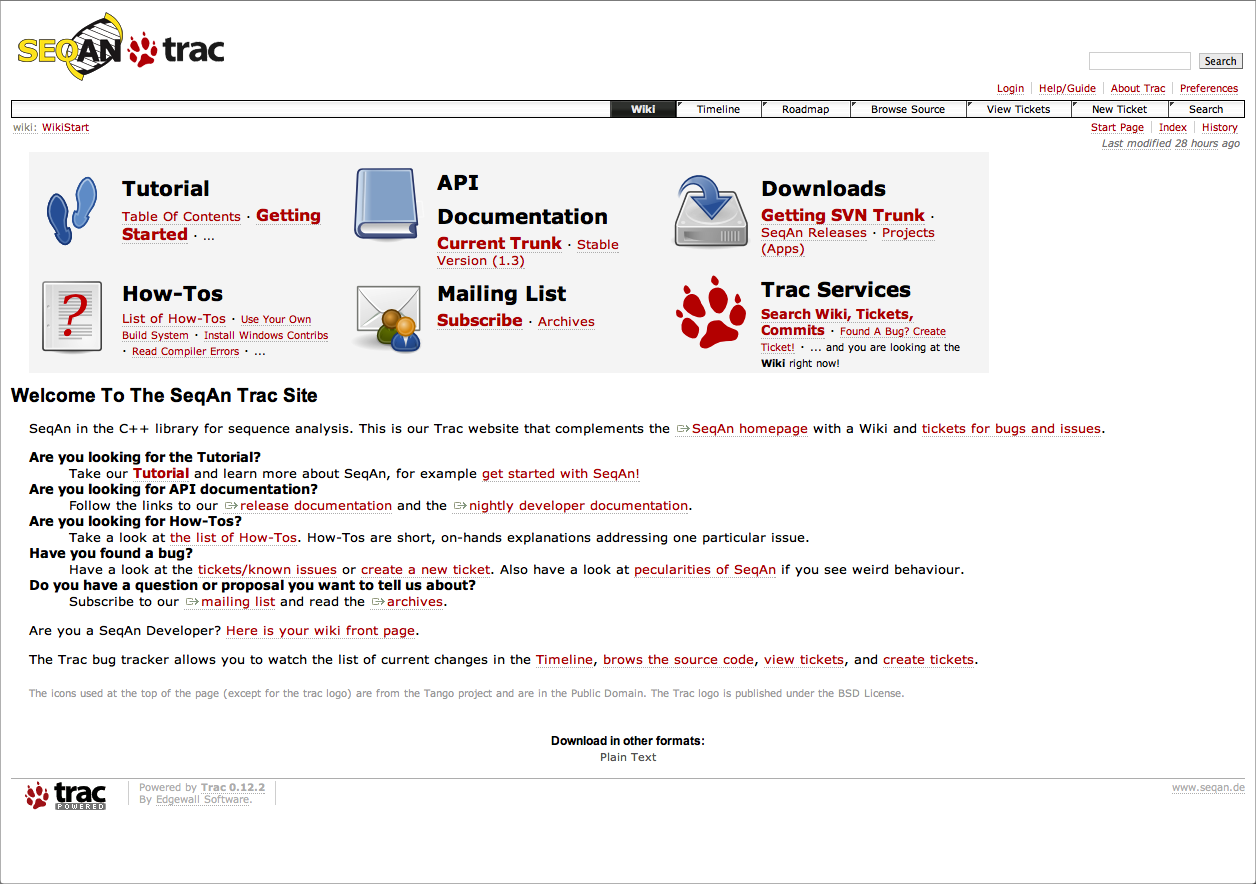 SEQAN trac
Search
Login Help/Guide About Trac Preferences
Wiki Timeline Roadmap Browse Source View Tickets New Ticket Search
wiki: WikiStart
Start Page Index History
Last modified 28 hours ago
Tutorial
Table Of Contents · Getting
Started · ...
API
Documentation
Current Trunk · Stable
Version (1.3)
Downloads
Getting SVN Trunk ·
SeqAn Releases · Projects
(Apps)
How-Tos
List of How-Tos · Use Your Own
Build System · Install Windows Contribs
· Read Compiler Errors · ...
Mailing List
Subscribe · Archives
Trac Services
Search Wiki, Tickets,
Commits · Found A Bug? Create
Ticket! · ... and you are looking at the
Wiki right now!
?
Welcome To The SeqAn Trac Site
SeqAn in the C++ library for sequence analysis. This is our Trac website that complements the SeqAn homepage with a Wiki and tickets for bugs and issues.
Are you looking for the Tutorial?
Take our Tutorial and learn more about SeqAn, for example get started with SeqAn!
Are you looking for API documentation?
Follow the links to our release documentation and the nightly developer documentation.
Are you looking for How-Tos?
Take a look at the list of How-Tos. How-Tos are short, on-hands explanations addressing one particular issue.
Have you found a bug?
Have a look at the tickets/known issues or create a new ticket. Also have a look at pecularities of SeqAn if you see weird behaviour.
Do you have a question or proposal you want to tell us about?
Subscribe to our mailing list and read the archives.
Are you a SeqAn Developer? Here is your wiki front page.
The Trac bug tracker allows you to watch the list of current changes in the Timeline, brows the source code, view tickets, and create tickets.
The icons used at the top of the page (except for the trac logo) are from the Tango project and are in the Public Domain. The Trac logo is published under the BSD License.
Download in other formats:
Plain Text
trac
POWERED
Powered by Trac 0.12.2
By Edgewall Software.
www.seqan.de